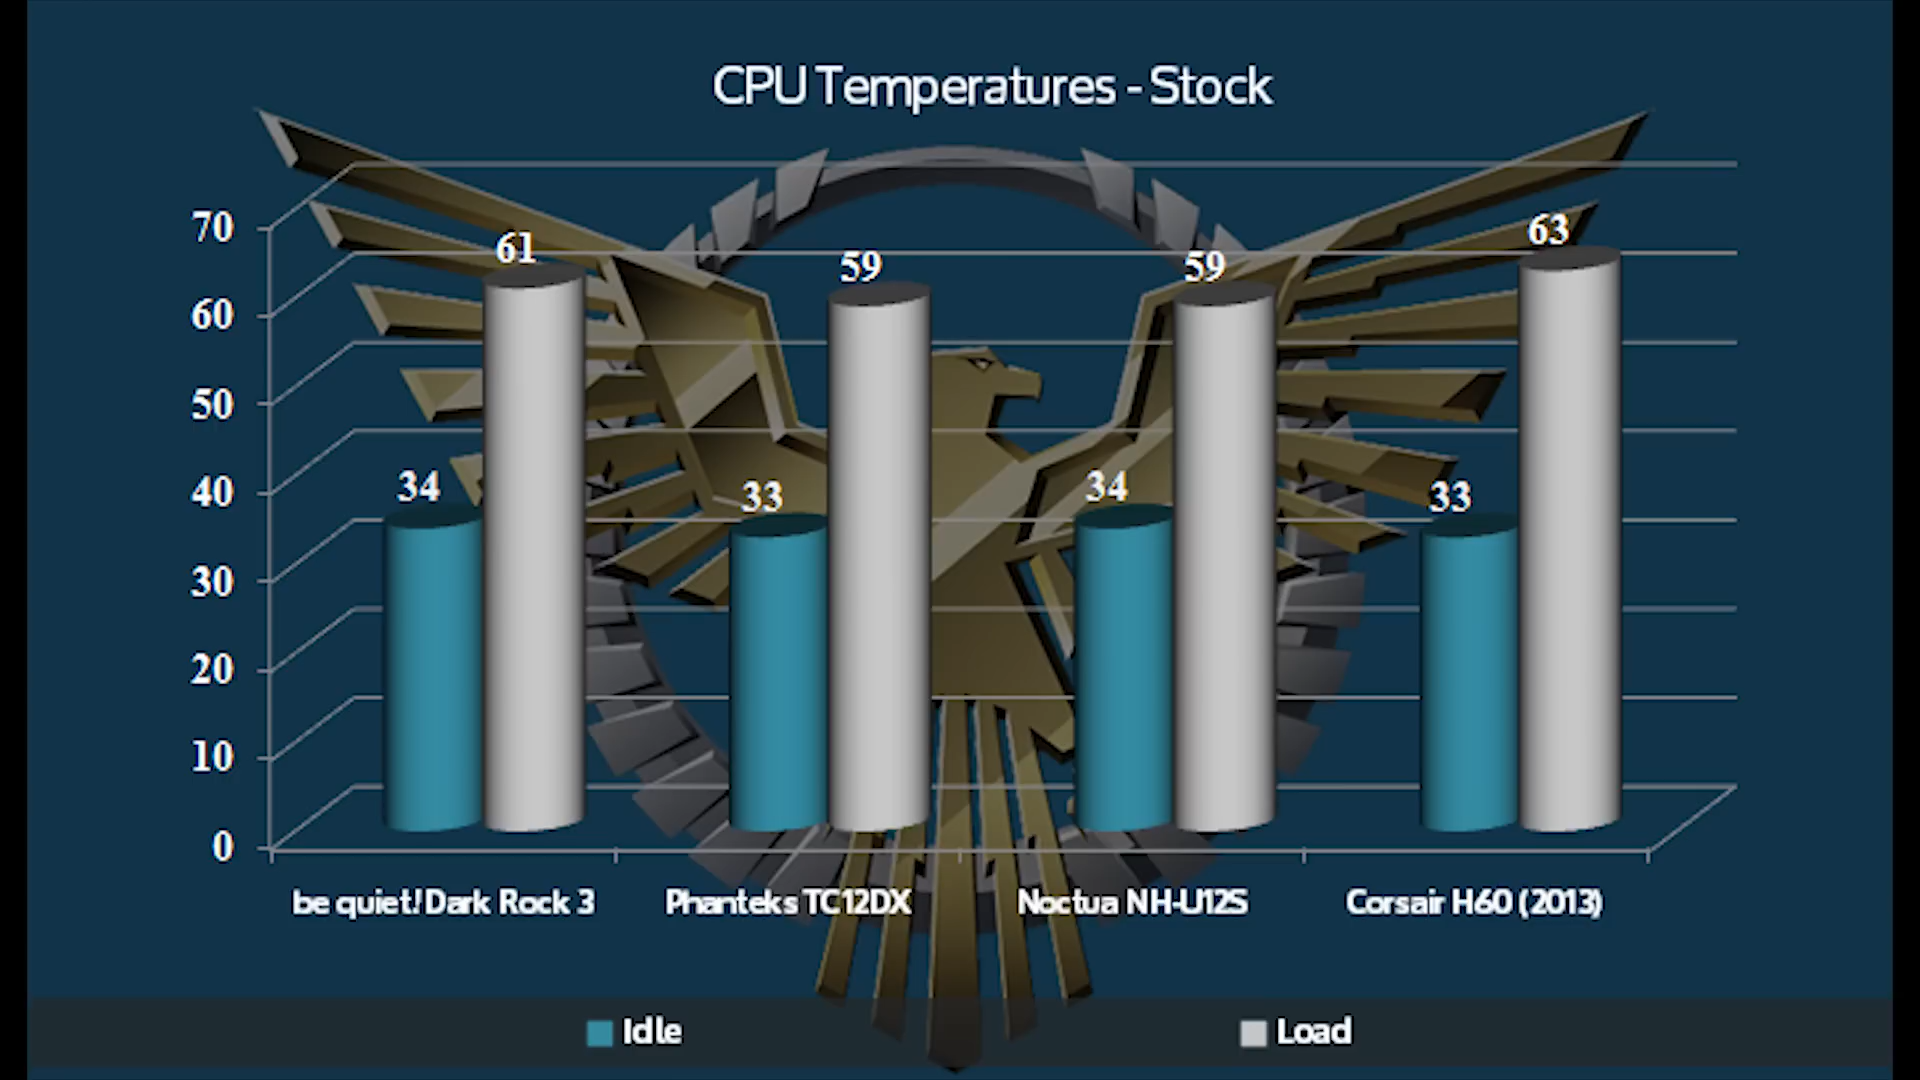 CPU Temperatures - Stock
70
60
50
40
30
20
10
0
34
61
33
59
34
59
33
63
be quiet! Dark Rock 3
Phanteks TC12DX
Noctua NH-U12S
Corsair H60 (2013)
Idle
Load